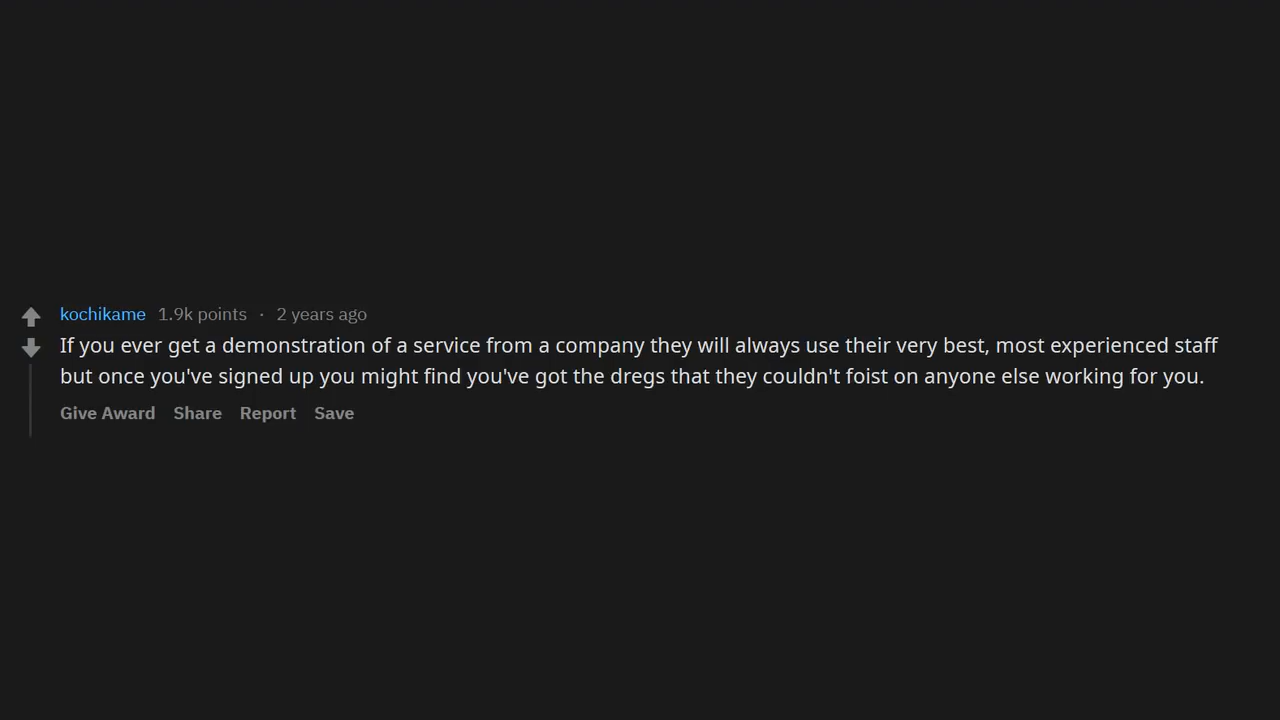 kochikame 1.9k points · 2 years ago
If you ever get a demonstration of a service from a company they will always use their very best, most experienced staff
but once you've signed up you might find you've got the dregs that they couldn't foist on anyone else working for you.
Give Award Share Report Save